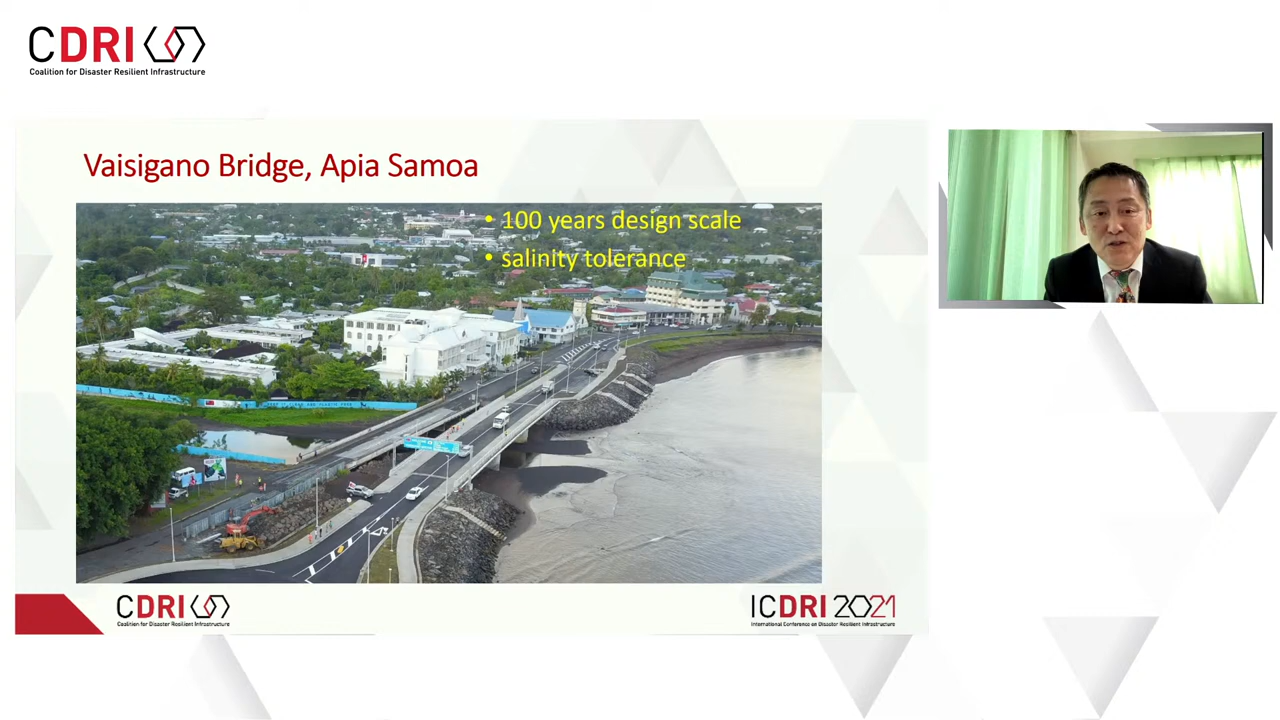 CDRI
Coalition for Disaster Resilient Infrastructure
Vaisigano Bridge, Apia Samoa
• 100 years design scale
• salinity tolerance
CDRI
Coalition for Disaster Resilient Infrastructure
ICDRI 2021
International Conference on Disaster Resilient Infrastructure